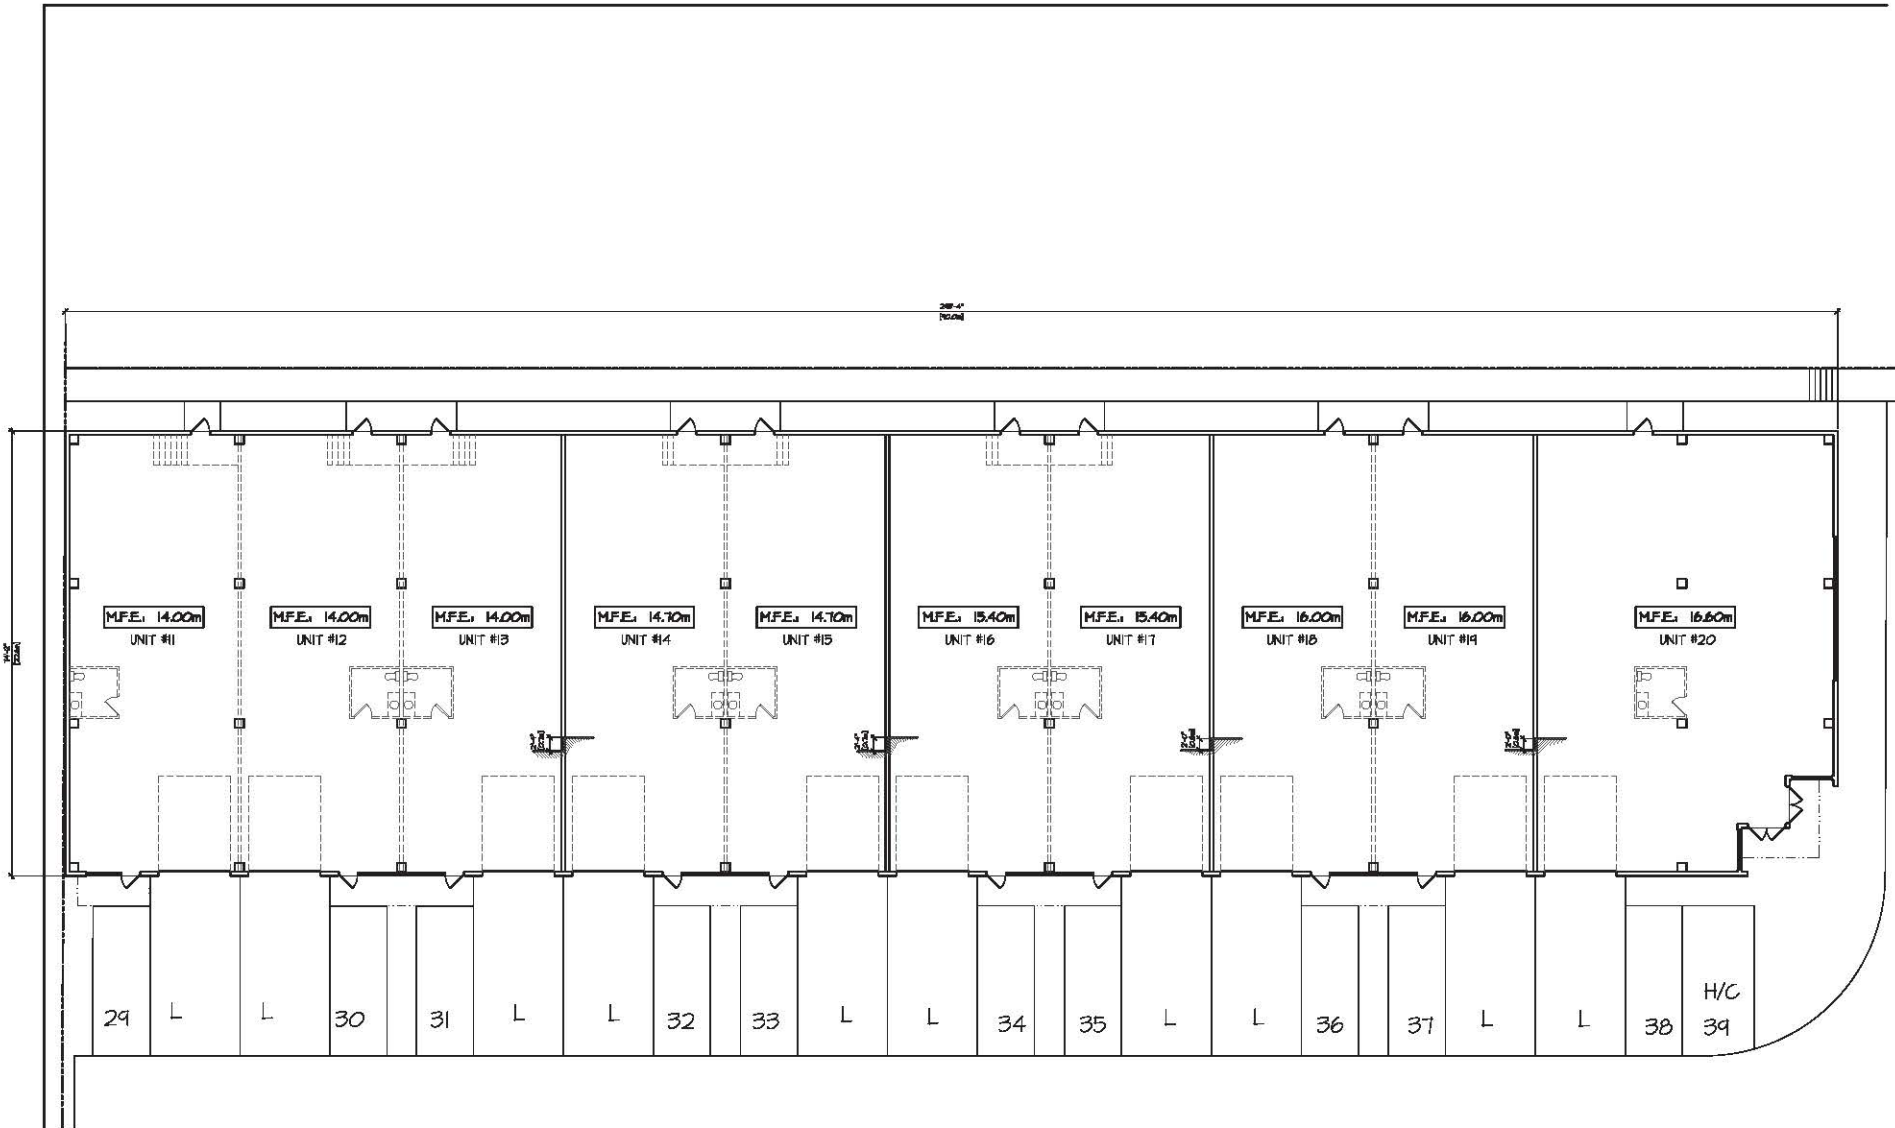 M.F.E.: 14.00m
UNIT #11
M.F.E.: 14.00m
UNIT #12
M.F.E.: 14.00m
UNIT #13
M.F.E.: 14.70m
UNIT #14
M.F.E.: 14.70m
UNIT #15
M.F.E.: 15.40m
UNIT #16
M.F.E.: 15.40m
UNIT #17
M.F.E.: 16.00m
UNIT #18
M.F.E.: 16.00m
UNIT #19
M.F.E.: 16.60m
UNIT #20
29
L
L
30
31
L
L
32
33
L
L
34
35
L
L
36
37
L
L
38
H/C
39